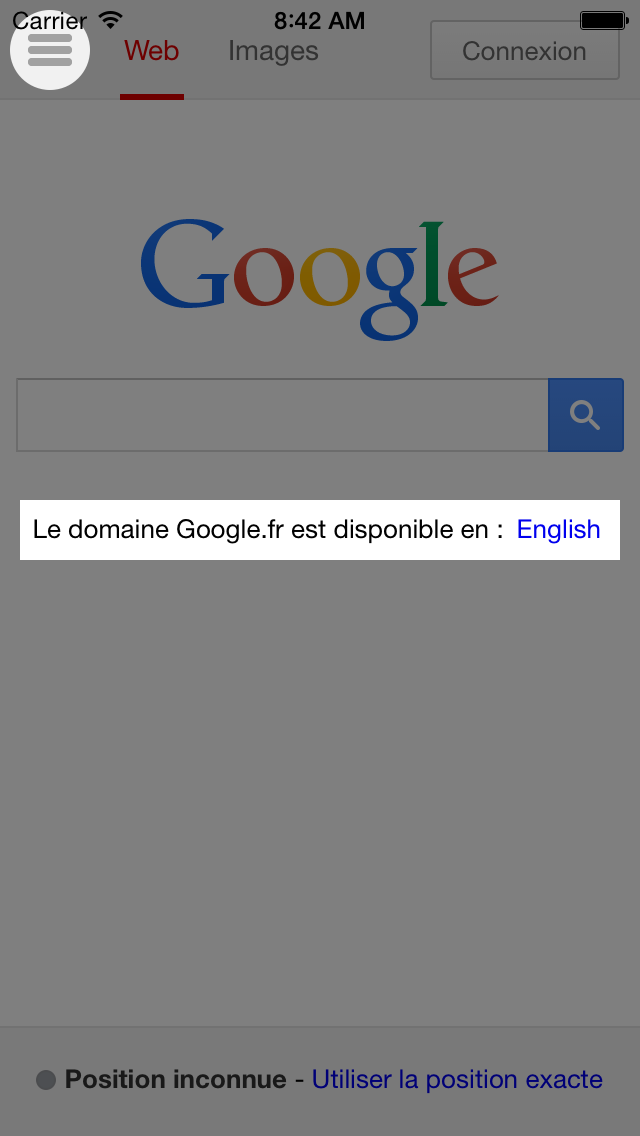 Carrier 8:42 AM
Web Images Connexion
Google
Le domaine Google.fr est disponible en : English
Position inconnue - Utiliser la position exacte